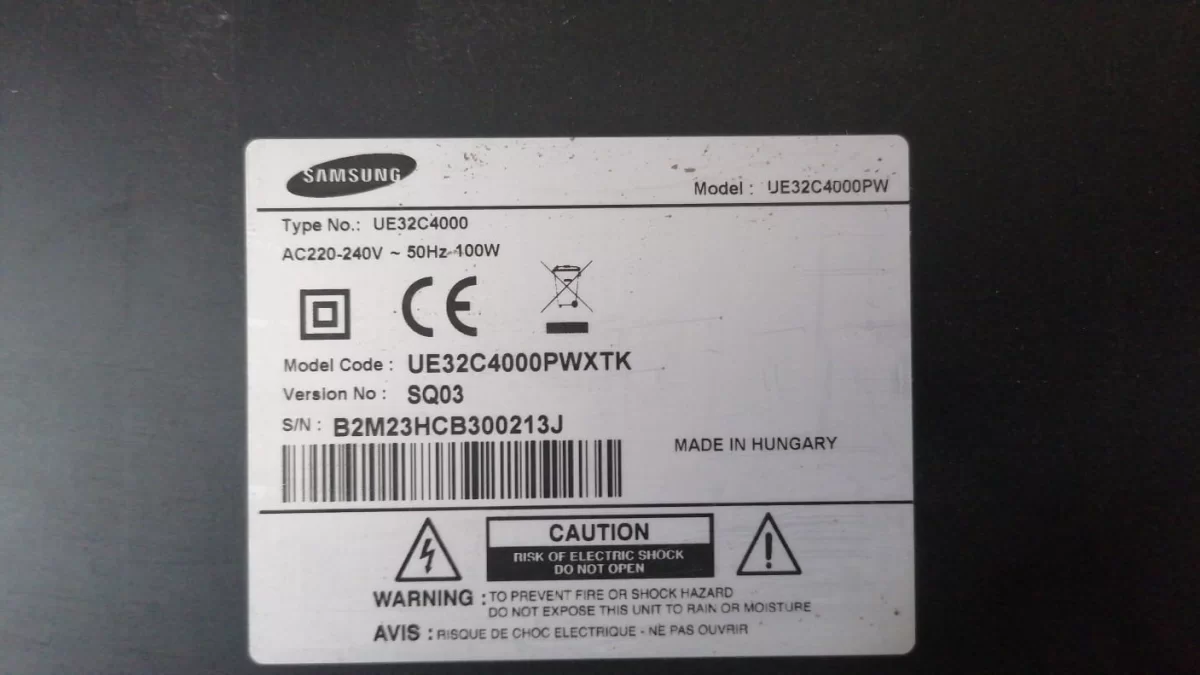 SAMSUNG
Model : UE32C4000PW
Type No.: UE32C4000
AC220-240V ~ 50Hz 100W
CE
Model Code : UE32C4000PWXTK
Version No : SQ03
S/N : B2M23HCB300213J
MADE IN HUNGARY
CAUTION
RISK OF ELECTRIC SHOCK
DO NOT OPEN
WARNING : TO PREVENT FIRE OR SHOCK HAZARD
DO NOT EXPOSE THIS UNIT TO RAIN OR MOISTURE
AVIS : RISQUE DE CHOC ELECTRIQUE - NE PAS OUVRIR